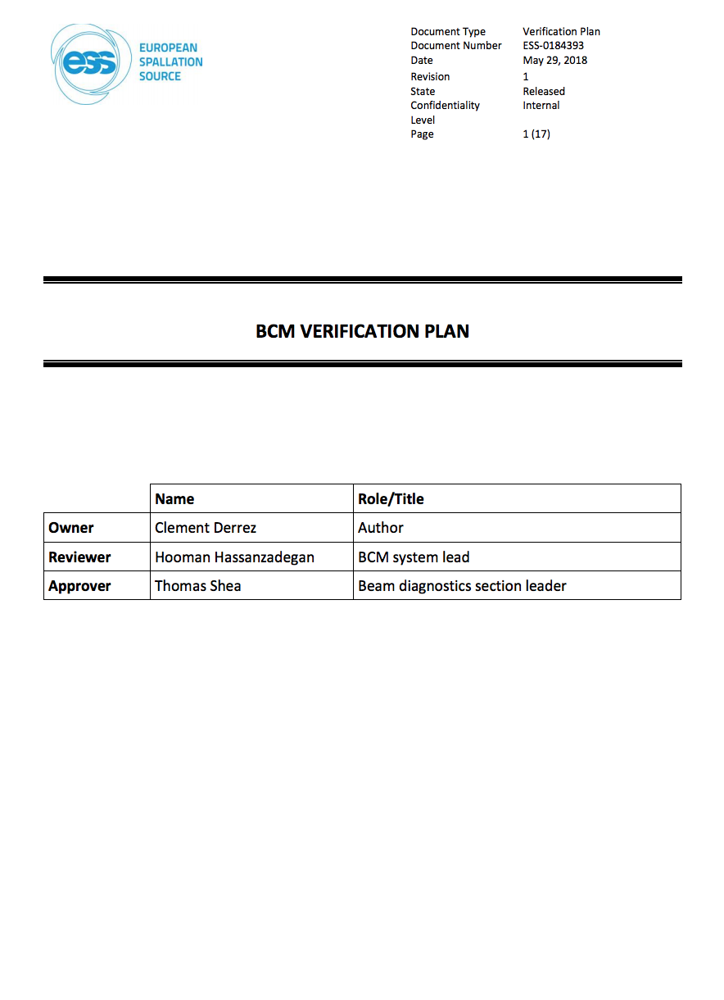 ess
EUROPEAN
SPALLATION
SOURCE
Document Type Verification Plan
Document Number ESS-0184393
Date May 29, 2018
Revision 1
State Released
Confidentiality Internal
Level
Page 1 (17)
BCM VERIFICATION PLAN
Name Role/Title
Owner Clement Derrez Author
Reviewer Hooman Hassanzadegan BCM system lead
Approver Thomas Shea Beam diagnostics section leader